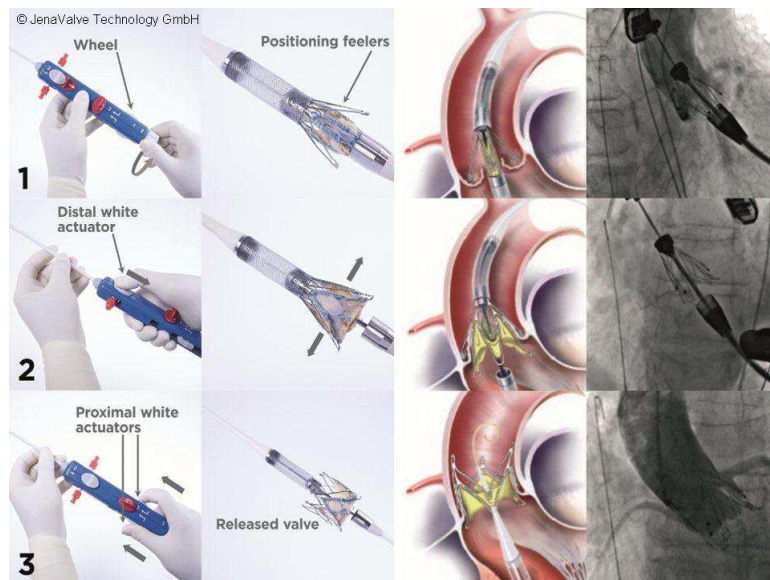 © JenaValve Technology GmbH
Wheel
Positioning feelers
1
Distal white
actuator
2
Proximal white
actuators
Released valve
3